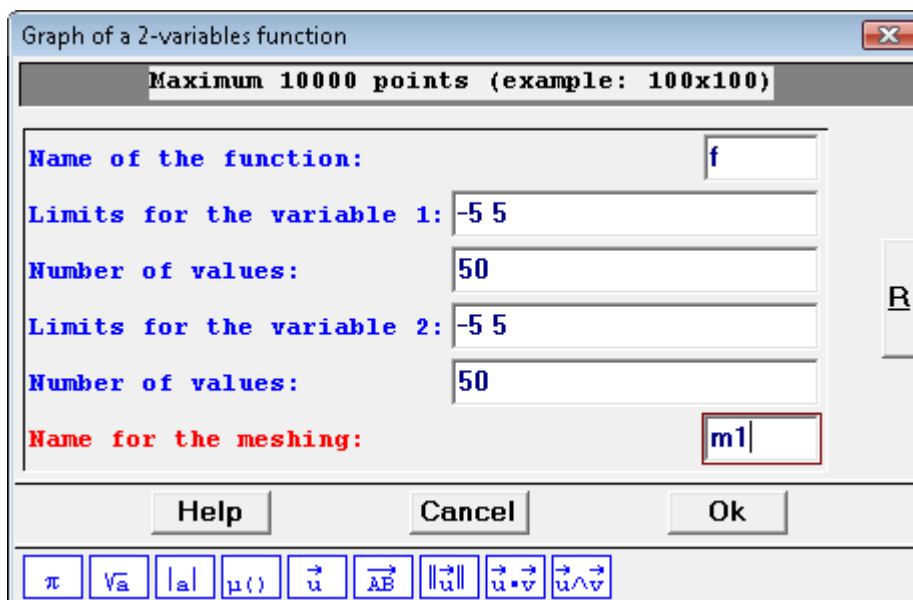 Graph of a 2-variables function
Maximum 10000 points (example: 100x100)
Name of the function: f
Limits for the variable 1: -5 5
Number of values: 50
Limits for the variable 2: -5 5
Number of values: 50
Name for the meshing: m1
R
Help Cancel Ok
π √a |a| μ() u⃗ AB⃗ ||u⃗|| u⃗▪v⃗ u⃗∧v⃗